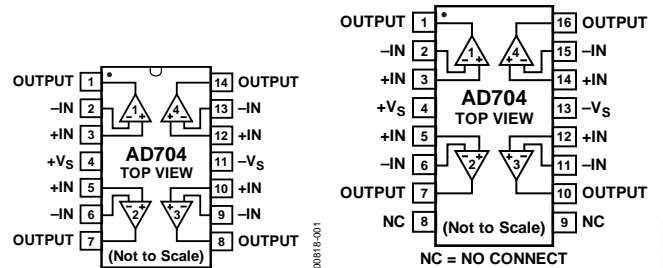 OUTPUT 1 14 OUTPUT
–IN 2 1 4 13 –IN
+IN 3 – + + – 12 +IN
+VS 4 AD704 11 –VS
TOP VIEW
+IN 5 + – – + 10 +IN
–IN 6 2 3 9 –IN
OUTPUT 7 (Not to Scale) 8 OUTPUT
00818-001
OUTPUT 1 16 OUTPUT
–IN 2 1 4 15 –IN
+IN 3 – + + – 14 +IN
+VS 4 AD704 13 –VS
TOP VIEW
+IN 5 + – + – 12 +IN
–IN 6 2 3 11 –IN
OUTPUT 7 10 OUTPUT
NC 8 (Not to Scale) 9 NC
NC = NO CONNECT